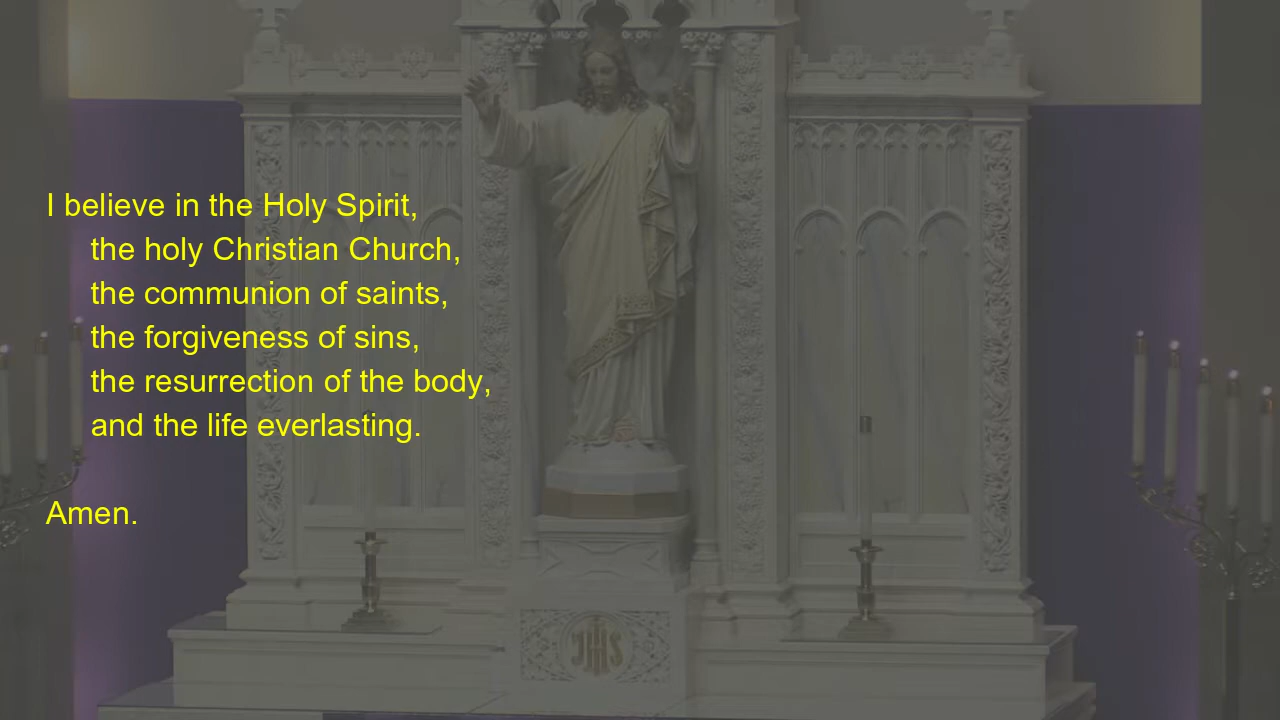 I believe in the Holy Spirit,
the holy Christian Church,
the communion of saints,
the forgiveness of sins,
the resurrection of the body,
and the life everlasting.
Amen.
IHS